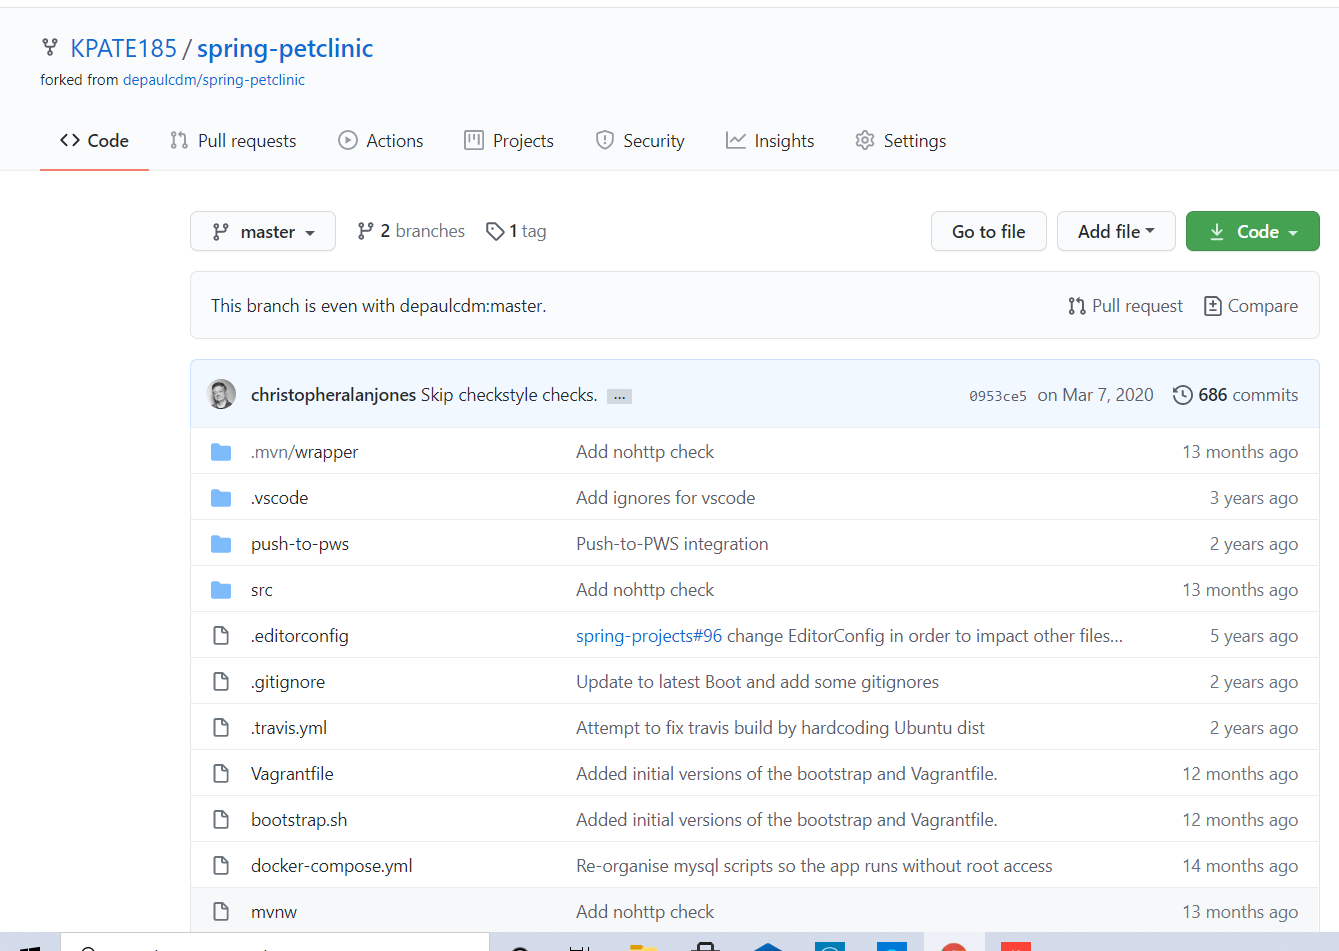 KPATE185 / spring-petclinic
forked from depaulcdm/spring-petclinic
Code Pull requests Actions Projects Security Insights Settings
master 2 branches 1 tag Go to file Add file Code
This branch is even with depaulcdm:master. Pull request Compare
christopheralanjones Skip checkstyle checks. ... 0953ce5 on Mar 7, 2020 686 commits
.mvn/wrapper Add nohttp check 13 months ago
.vscode Add ignores for vscode 3 years ago
push-to-pws Push-to-PWS integration 2 years ago
src Add nohttp check 13 months ago
.editorconfig spring-projects#96 change EditorConfig in order to impact other files... 5 years ago
.gitignore Update to latest Boot and add some gitignores 2 years ago
.travis.yml Attempt to fix travis build by hardcoding Ubuntu dist 2 years ago
Vagrantfile Added initial versions of the bootstrap and Vagrantfile. 12 months ago
bootstrap.sh Added initial versions of the bootstrap and Vagrantfile. 12 months ago
docker-compose.yml Re-organise mysql scripts so the app runs without root access 14 months ago
mvnw Add nohttp check 13 months ago